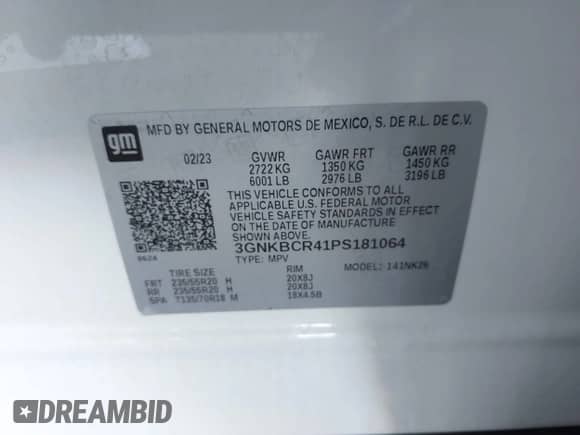 gm
MFD BY GENERAL MOTORS DE MEXICO, S. DE R.L. DE C.V.
02/23 GVWR GAWR FRT GAWR RR
2722 KG 1350 KG 1450 KG
6001 LB 2976 LB 3196 LB
THIS VEHICLE CONFORMS TO ALL
APPLICABLE U.S. FEDERAL MOTOR
VEHICLE SAFETY STANDARDS IN EFFECT
ON THE DATE OF MANUFACTURE SHOWN ABOVE.
3GNKBCR41PS181064
TYPE: MPV MODEL: 141NK26
TIRE SIZE RIM
FRT 235/55R20 H 20X8J
RR 235/55R20 H 20X8J
SPA T135/70R18 M 18X4.5B
DREAMBID